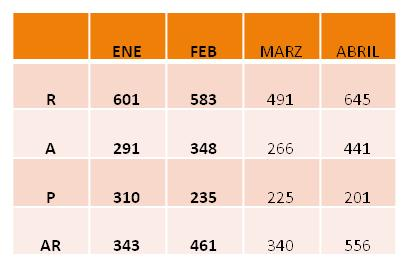 ENE FEB MARZ ABRIL
R 601 583 491 645
A 291 348 266 441
P 310 235 225 201
AR 343 461 340 556